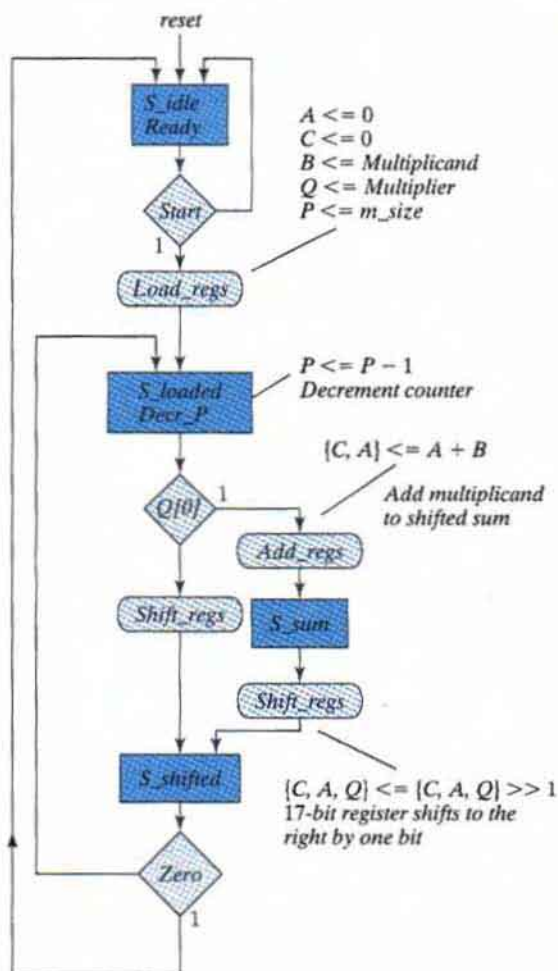 reset
S_idle
Ready
A <= 0
C <= 0
B <= Multiplicand
Q <= Multiplier
P <= m_size
Start
1
Load_regs
P <= P − 1
Decrement counter
S_loaded
Decr_P
{C, A} <= A + B
Q[0]
1
Add multiplicand
to shifted sum
Add_regs
Shift_regs
S_sum
Shift_regs
S_shifted
{C, A, Q} <= {C, A, Q} >> 1
17-bit register shifts to the
right by one bit
Zero
1